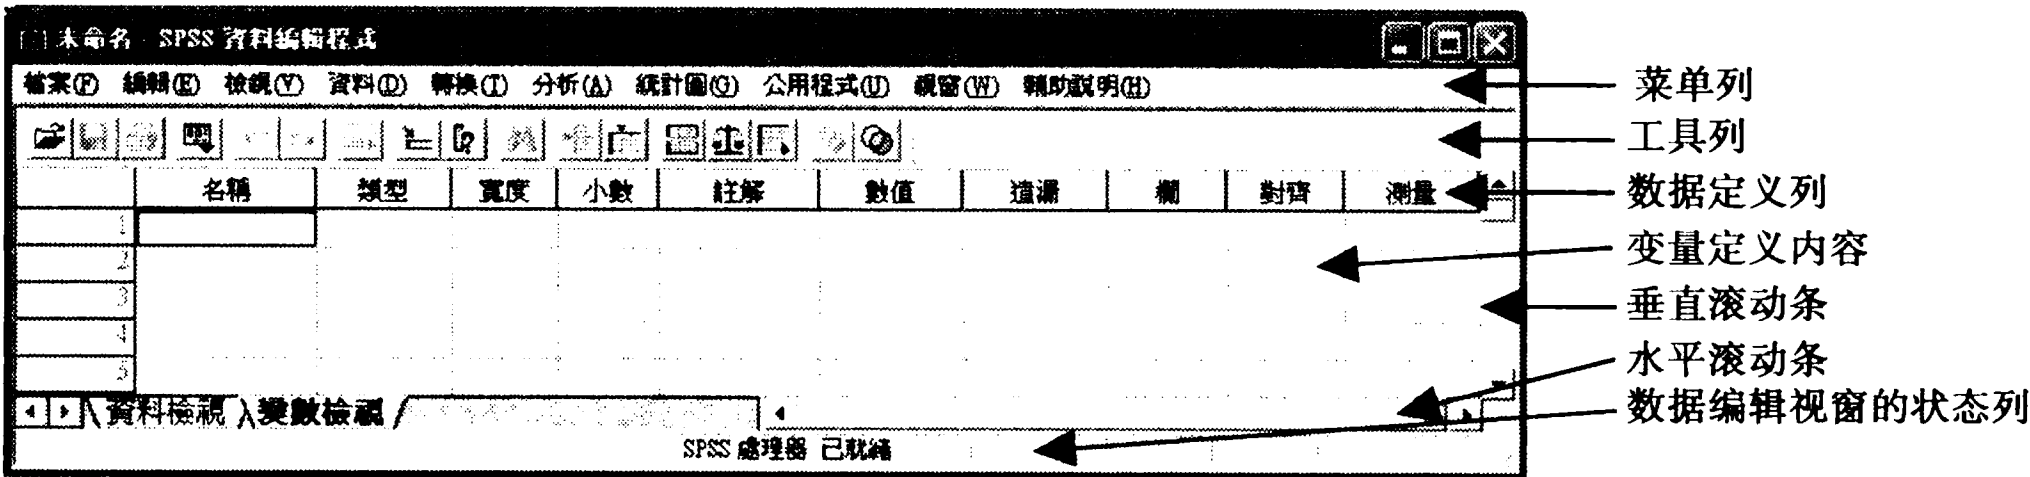 未命名 - SPSS 資料編輯程式
檔案(F) 編輯(E) 檢視(V) 資料(D) 轉換(T) 分析(A) 統計圖(G) 公用程式(U) 視窗(W) 輔助說明(H)
菜单列
工具列
名稱 類型 寬度 小數 註解 數值 遺漏 欄 對齊 測量
数据定义列
1
变量定义内容
2
3
垂直滚动条
4
水平滚动条
5
資料檢視 變數檢視
数据编辑视窗的状态列
SPSS 處理器 已就緒